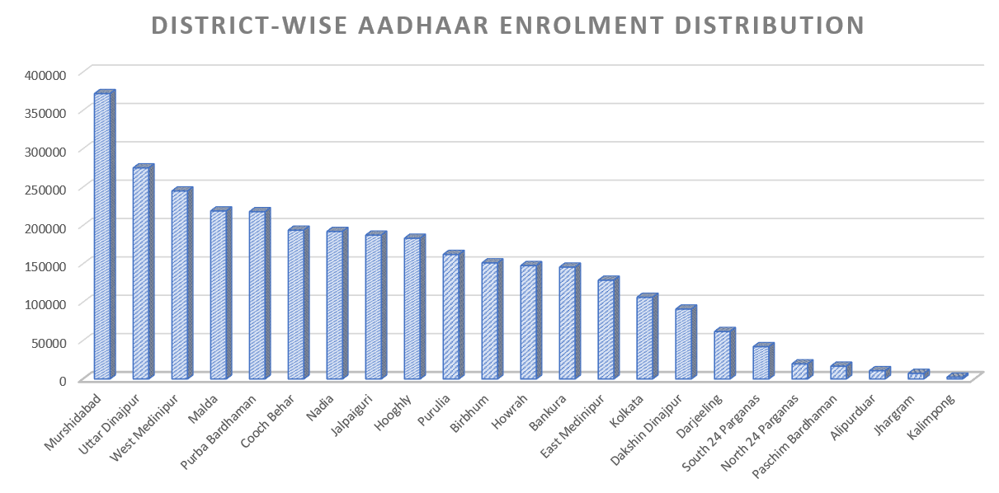 DISTRICT-WISE AADHAAR ENROLMENT DISTRIBUTION
400000
350000
300000
250000
200000
150000
100000
50000
0
Murshidabad
Uttar Dinajpur
West Medinipur
Malda
Purba Bardhaman
Cooch Behar
Nadia
Jalpaiguri
Hooghly
Purulia
Birbhum
Howrah
Bankura
East Medinipur
Kolkata
Dakshin Dinajpur
Darjeeling
South 24 Parganas
North 24 Parganas
Paschim Bardhaman
Alipurduar
Jhargram
Kalimpong